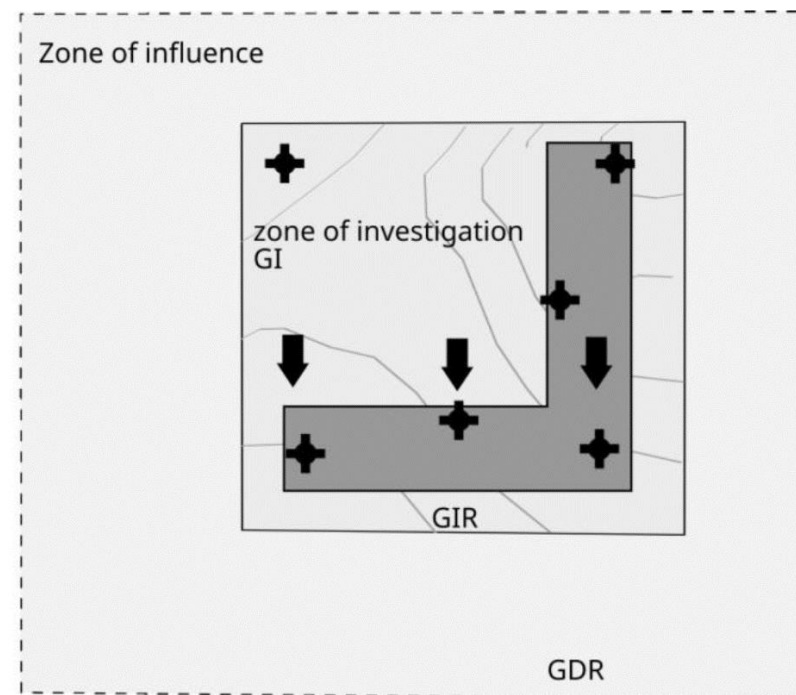 Zone of influence
zone of investigation
GI
GIR
GDR